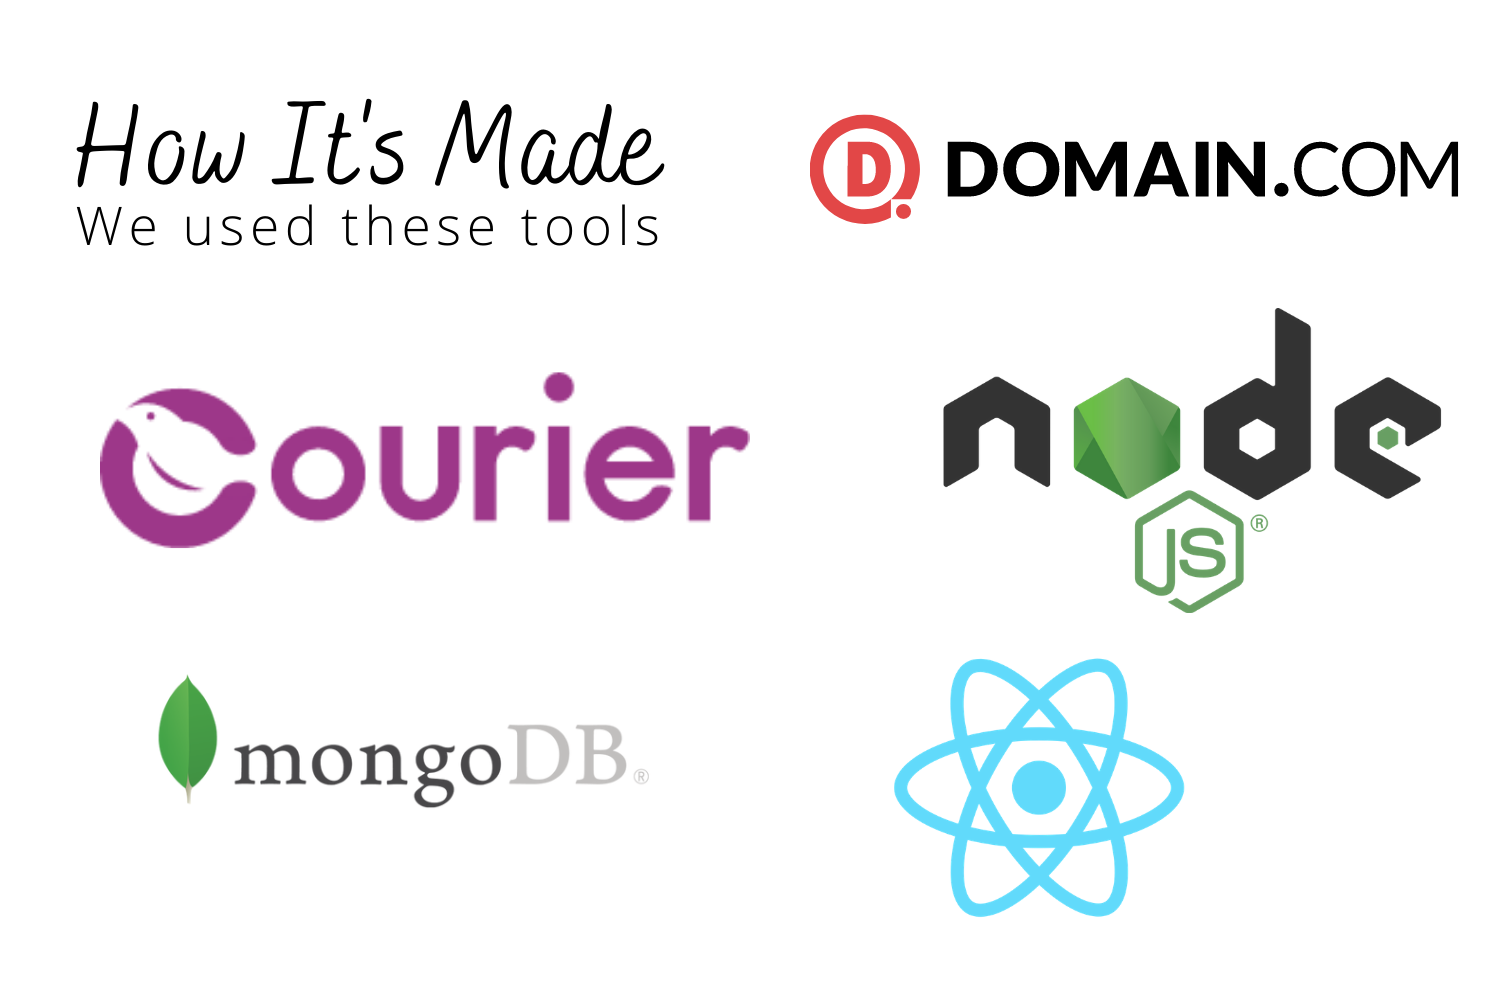 How It's Made
We used these tools
D. DOMAIN.COM
Courier
node
JS ®
mongoDB®